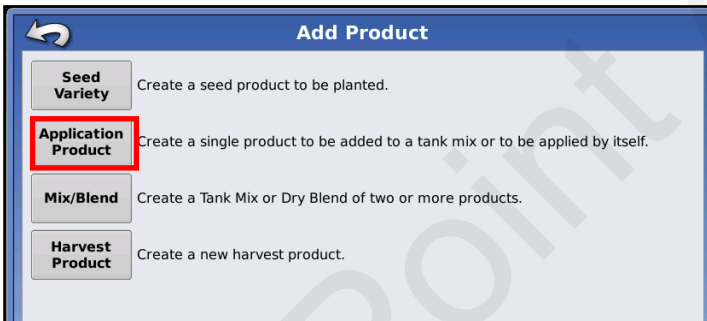 Add Product
Seed
Variety
Create a seed product to be planted.
Application
Product
Create a single product to be added to a tank mix or to be applied by itself.
Mix/Blend
Create a Tank Mix or Dry Blend of two or more products.
Harvest
Product
Create a new harvest product.
Point